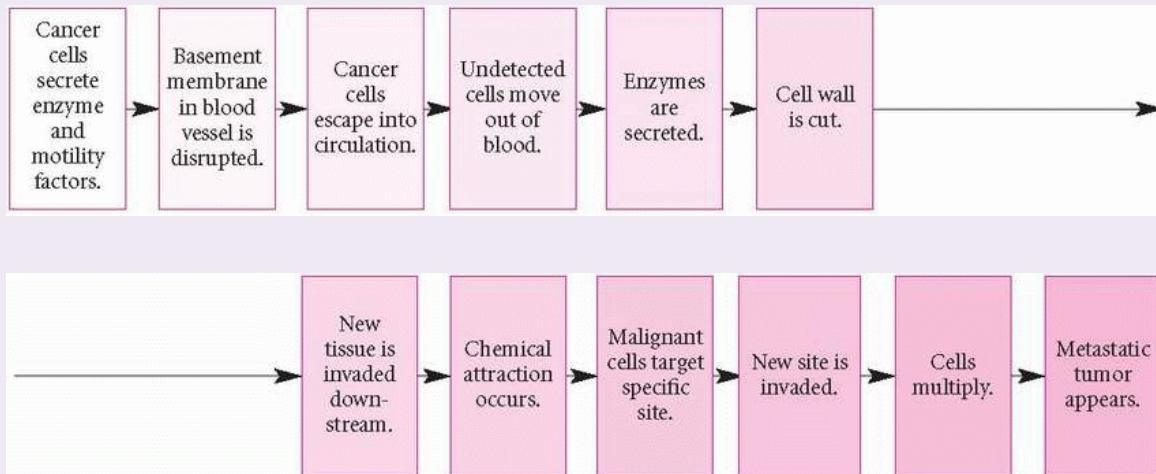 Cancer
cells
secrete
enzyme
and
motility
factors.
Basement
membrane
in blood
vessel is
disrupted.
Cancer
cells
escape into
circulation.
Undetected
cells move
out of
blood.
Enzymes
are
secreted.
Cell wall
is cut.
New
tissue is
invaded
down-
stream.
Chemical
attraction
occurs.
Malignant
cells target
specific
site.
New site is
invaded.
Cells
multiply.
Metastatic
tumor
appears.